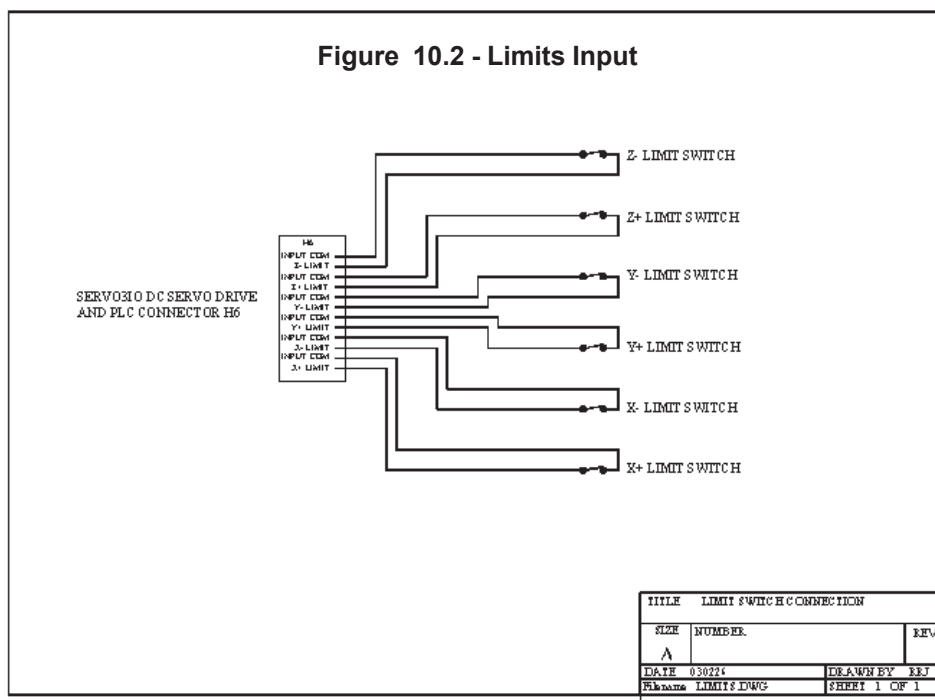 Figure 10.2 - Limits Input
Z- LIMIT SWITCH
Z+ LIMIT SWITCH
H6
INPUT COM
Z- LIMIT
INPUT COM
Z+ LIMIT
INPUT COM
Y- LIMIT
INPUT COM
Y+ LIMIT
INPUT COM
X- LIMIT
INPUT COM
X+ LIMIT
Y- LIMIT SWITCH
SERVO3IO DC SERVO DRIVE
AND PLC CONNECTOR H6
Y+ LIMIT SWITCH
X- LIMIT SWITCH
X+ LIMIT SWITCH
TITLE LIMIT SWITCH CONNECTION
SIZE NUMBER REV
A
DATE 030226 DRAWN BY RRJ
Filename LIMITS.DWG SHEET 1 OF 1